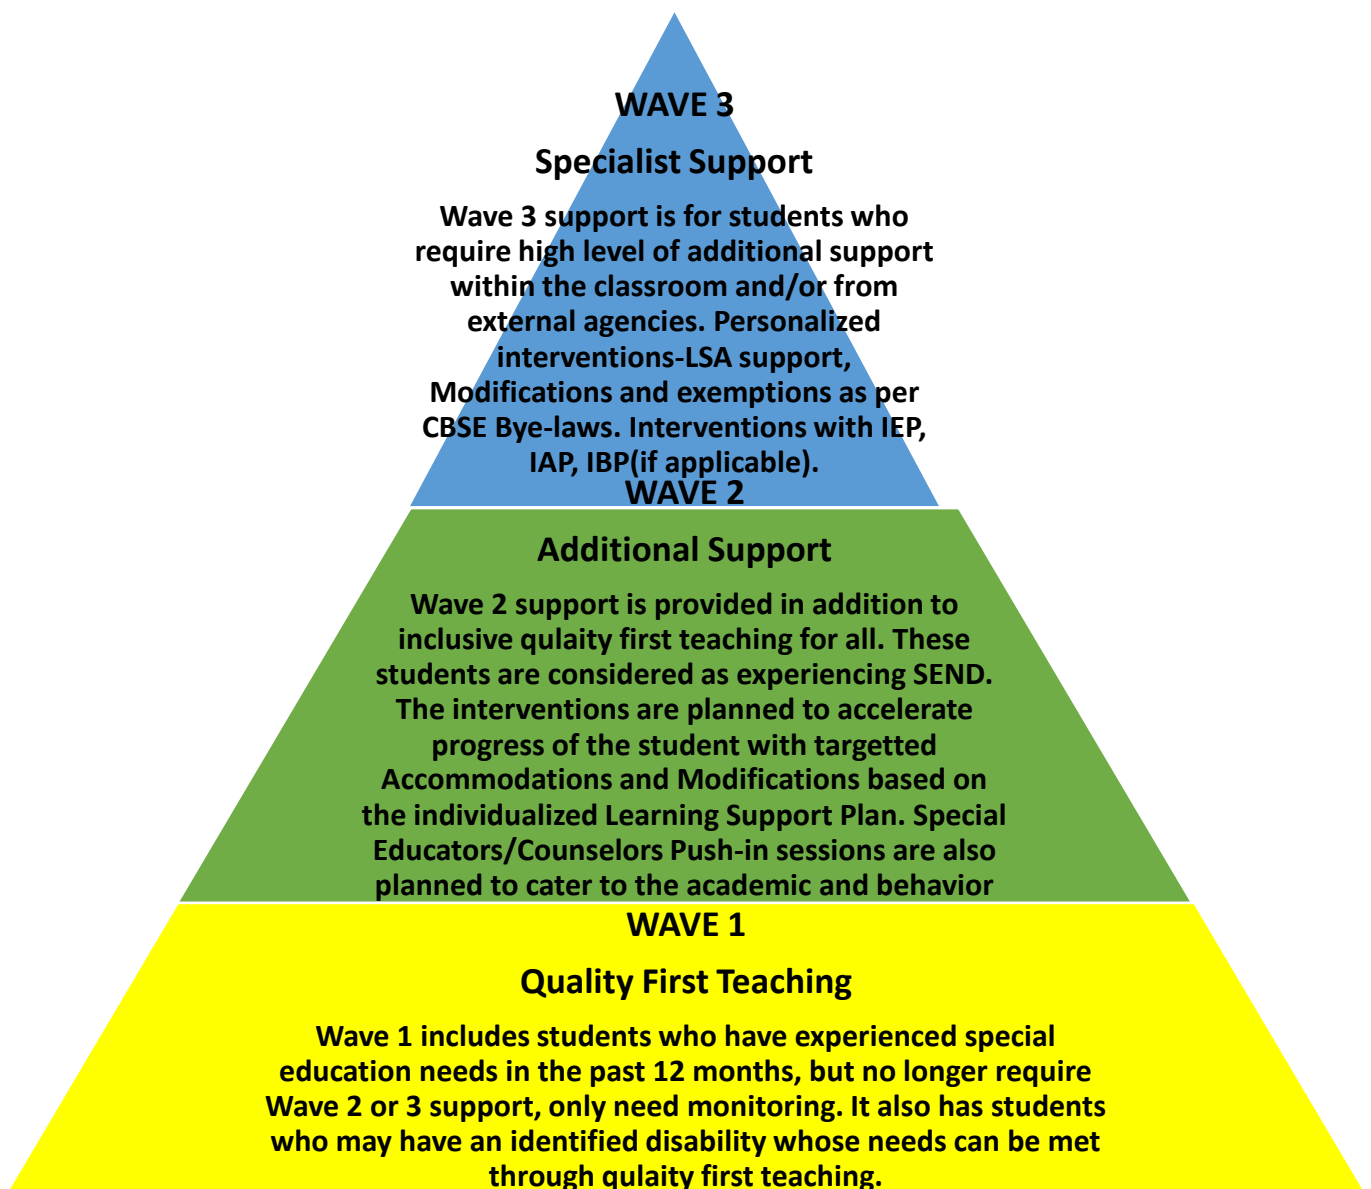 WAVE 3
Specialist Support
Wave 3 support is for students who
require high level of additional support
within the classroom and/or from
external agencies. Personalized
interventions-LSA support,
Modifications and exemptions as per
CBSE Bye-laws. Interventions with IEP,
IAP, IBP(if applicable).
WAVE 2
Additional Support
Wave 2 support is provided in addition to
inclusive qulaity first teaching for all. These
students are considered as experiencing SEND.
The interventions are planned to accelerate
progress of the student with targetted
Accommodations and Modifications based on
the individualized Learning Support Plan. Special
Educators/Counselors Push-in sessions are also
planned to cater to the academic and behavior
WAVE 1
Quality First Teaching
Wave 1 includes students who have experienced special
education needs in the past 12 months, but no longer require
Wave 2 or 3 support, only need monitoring. It also has students
who may have an identified disability whose needs can be met
through qulaity first teaching.